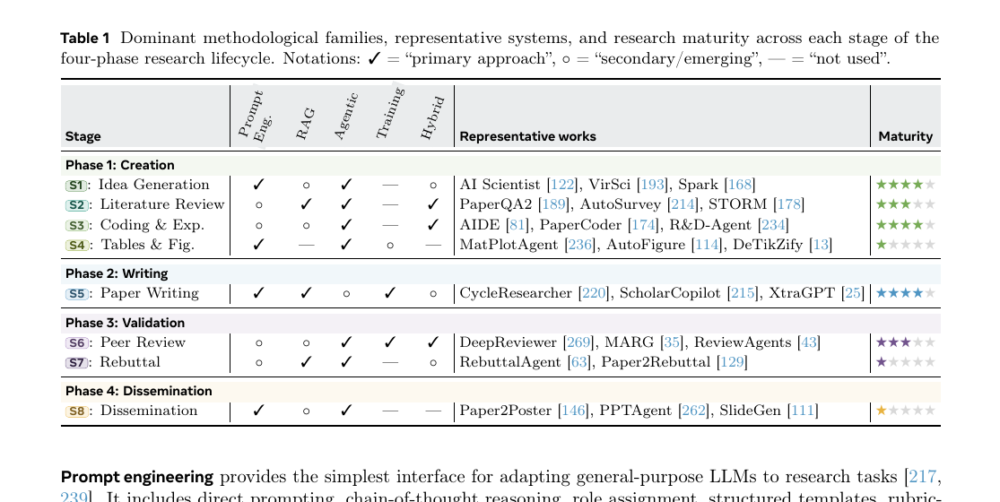 Table 1 Dominant methodological families, representative systems, and research maturity across each stage of the
four-phase research lifecycle. Notations: ✓ = “primary approach”, ○ = “secondary/emerging”, — = “not used”.
Stage Prompt Eng. RAG Agentic Training Hybrid Representative works Maturity
Phase 1: Creation
S1: Idea Generation ✓ ○ ✓ — ○ AI Scientist [122], VirSci [193], Spark [168] ★★★★★
S2: Literature Review ○ ✓ ✓ — ✓ PaperQA2 [189], AutoSurvey [214], STORM [178] ★★★★★
S3: Coding & Exp. ○ ○ ✓ — ✓ AIDE [81], PaperCoder [174], R&D-Agent [234] ★★★★★
S4: Tables & Fig. ✓ — ✓ ○ — MatPlotAgent [236], AutoFigure [114], DeTikZify [13] ★★★★★
Phase 2: Writing
S5: Paper Writing ✓ ✓ ○ ✓ ○ CycleResearcher [220], ScholarCopilot [215], XtraGPT [25] ★★★★★
Phase 3: Validation
S6: Peer Review ○ ○ ✓ ✓ ✓ DeepReviewer [269], MARG [35], ReviewAgents [43] ★★★★★
S7: Rebuttal ○ ✓ ✓ — ○ RebuttalAgent [63], Paper2Rebuttal [129] ★★★★★
Phase 4: Dissemination
S8: Dissemination ✓ ○ ✓ — — Paper2Poster [146], PPTAgent [262], SlideGen [111] ★★★★★
Prompt engineering provides the simplest interface for adapting general-purpose LLMs to research tasks [217,
239]. It includes direct prompting, chain-of-thought reasoning, role assignment, structured templates, rubric-